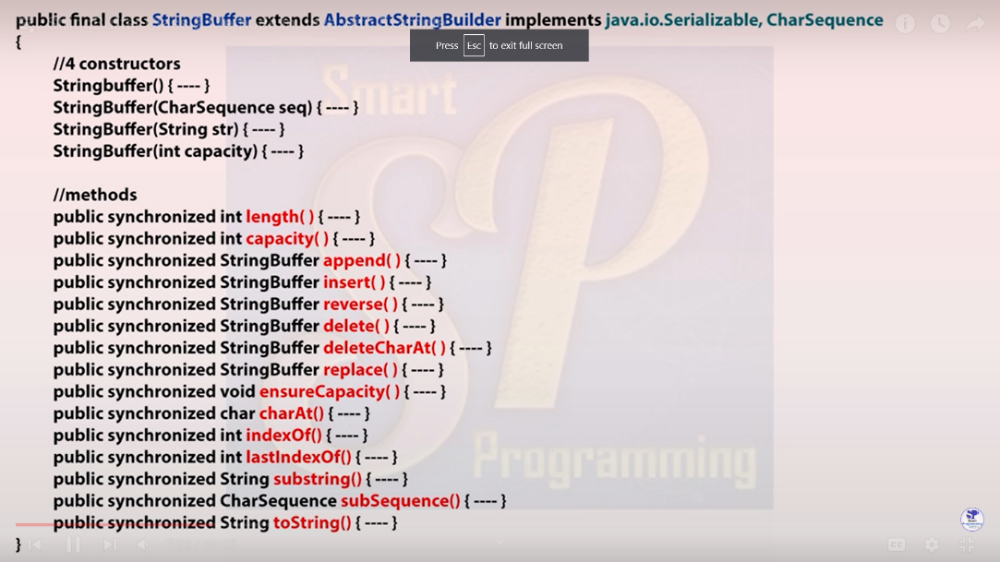 public final class StringBuffer extends AbstractStringBuilder implements java.io.Serializable, CharSequence
{
Press Esc to exit full screen
//4 constructors
Stringbuffer() { ---- }
StringBuffer(CharSequence seq) { ---- }
StringBuffer(String str) { ---- }
StringBuffer(int capacity) { ---- }
Smart
SP
//methods
public synchronized int length( ) { ---- }
public synchronized int capacity( ) { ---- }
public synchronized StringBuffer append( ) { ---- }
public synchronized StringBuffer insert( ) { ---- }
public synchronized StringBuffer reverse( ) { ---- }
public synchronized StringBuffer delete( ) { ---- }
public synchronized StringBuffer deleteCharAt( ) { ---- }
public synchronized StringBuffer replace( ) { ---- }
public synchronized void ensureCapacity( ) { ---- }
public synchronized char charAt() { ---- }
public synchronized int indexOf() { ---- }
public synchronized int lastIndexOf() { ---- }
Programming
public synchronized String substring() { ---- }
public synchronized CharSequence subSequence() { ---- }
public synchronized String toString() { ---- }
}